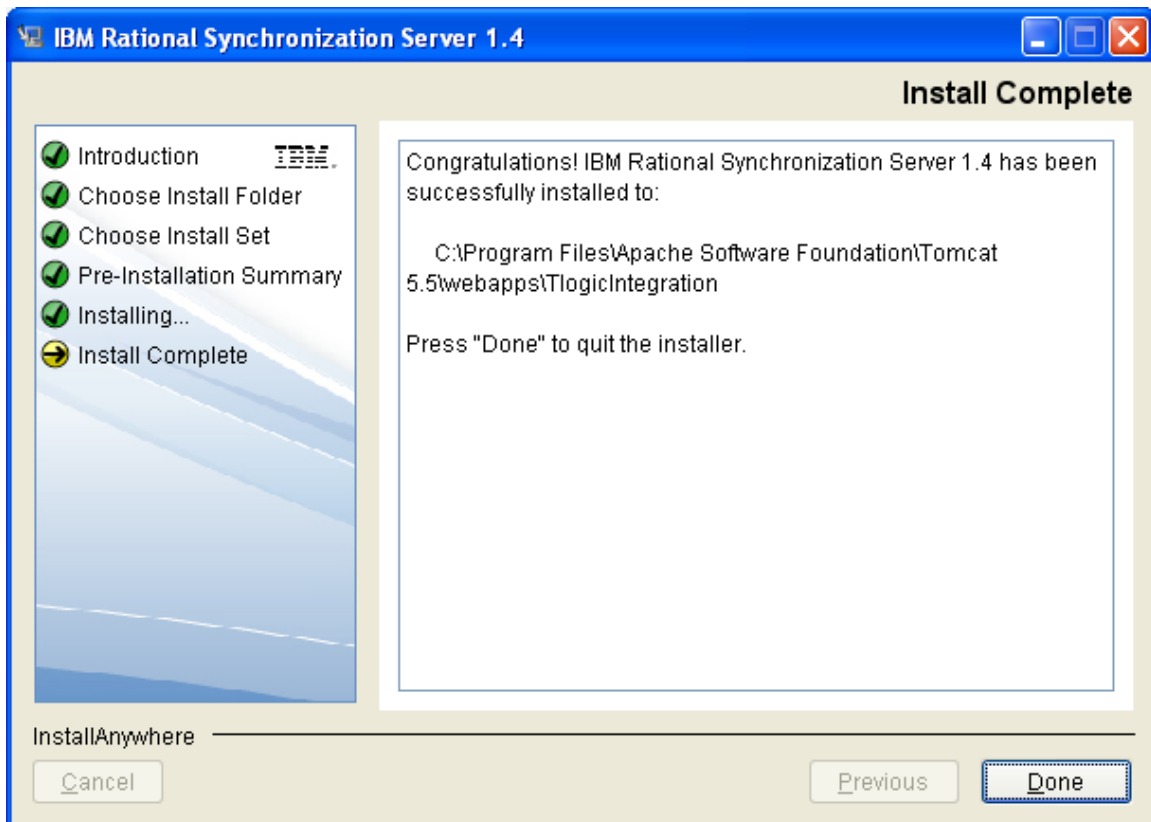 IBM Rational Synchronization Server 1.4
Install Complete
Introduction
IBM.
Choose Install Folder
Choose Install Set
Pre-Installation Summary
Installing...
Install Complete
Congratulations! IBM Rational Synchronization Server 1.4 has been
successfully installed to:
C:\Program Files\Apache Software Foundation\Tomcat
5.5\webapps\TlogicIntegration
Press "Done" to quit the installer.
InstallAnywhere
Cancel
Previous
Done